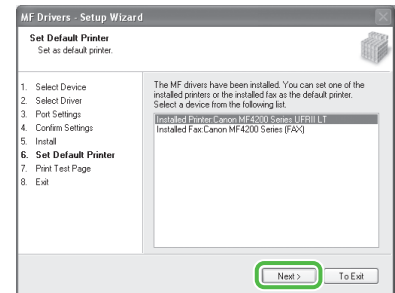 MF Drivers - Setup Wizard
Set Default Printer
Set as default printer.
1. Select Device
2. Select Driver
3. Port Settings
4. Confirm Settings
5. Install
6. Set Default Printer
7. Print Test Page
8. Exit
The MF drivers have been installed. You can set one of the
installed printers or the installed fax as the default printer.
Select a device from the following list.
Installed Printer:Canon MF4200 Series UFRII LT
Installed Fax:Canon MF4200 Series (FAX)
Next >
To Exit